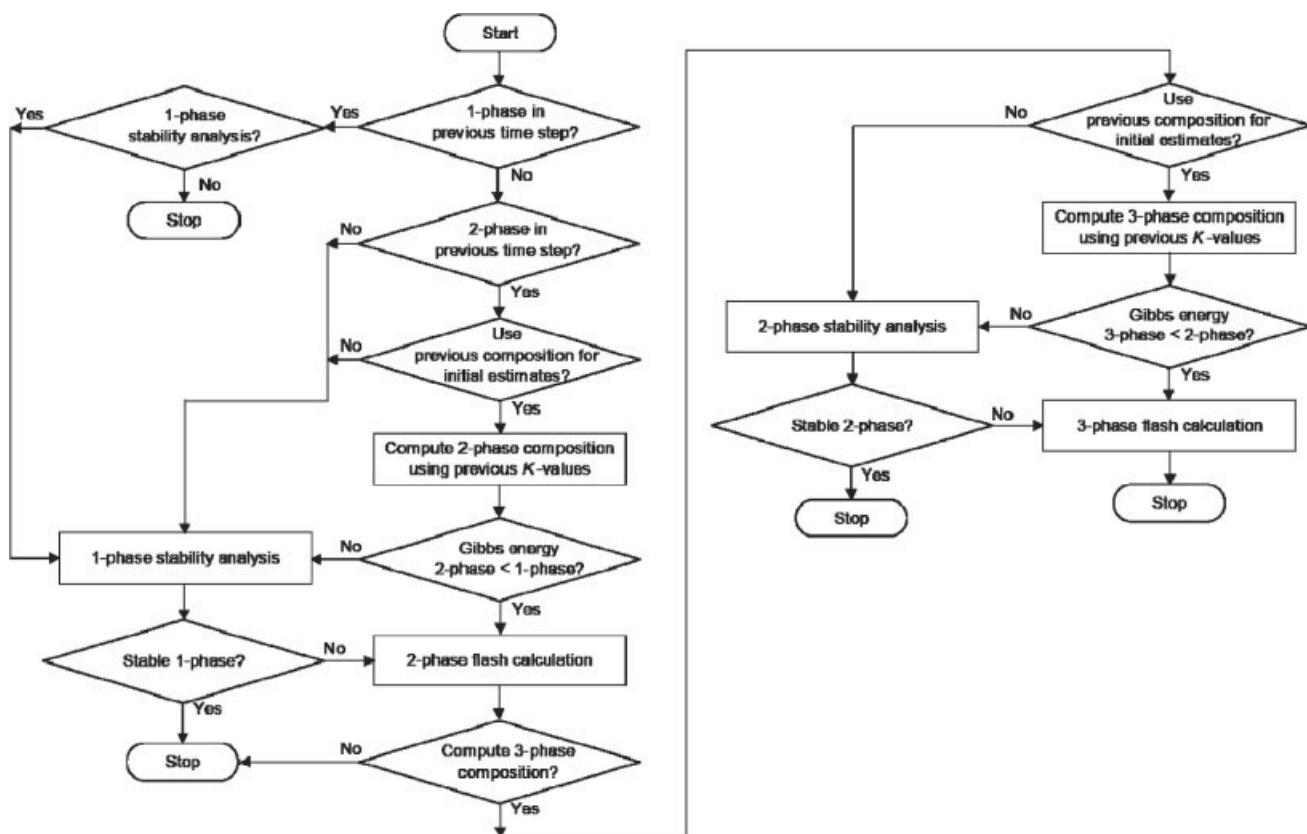 Start
Yes
1-phase
stability analysis?
Yes
1-phase in
previous time step?
No
Stop
No
No
2-phase in
previous time step?
Yes
No
Use
previous composition for
initial estimates?
Yes
Compute 2-phase composition
using previous K-values
1-phase stability analysis
No
Gibbs energy
2-phase < 1-phase?
Yes
Stable 1-phase?
No
2-phase flash calculation
Yes
Stop
No
Compute 3-phase
composition?
Yes
No
Use
previous composition for
initial estimates?
Yes
Compute 3-phase composition
using previous K-values
2-phase stability analysis
No
Gibbs energy
3-phase < 2-phase?
Yes
Stable 2-phase?
No
3-phase flash calculation
Yes
Stop
Stop